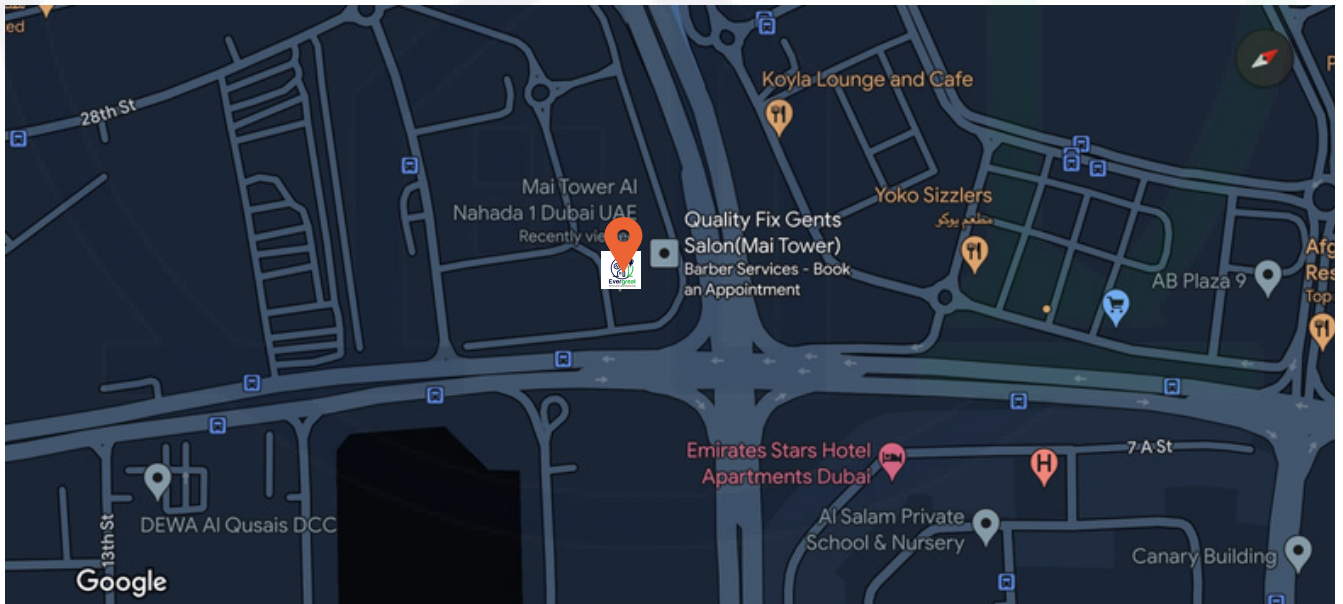 ed
28th St
Koyla Lounge and Cafe
P
Mai Tower Al
Nahada 1 Dubai UAE
Recently
Quality Fix Gents
Salon(Mai Tower)
Barber Services - Book
an Appointment
Evergreat
Yoko Sizzlers
مطعم يوكو
AB Plaza 9
Afg
Res
Top
Emirates Stars Hotel
Apartments Dubai
H
7 A St
DEWA Al Qusais DCC
13th St
Al Salam Private
School & Nursery
Canary Building
Google